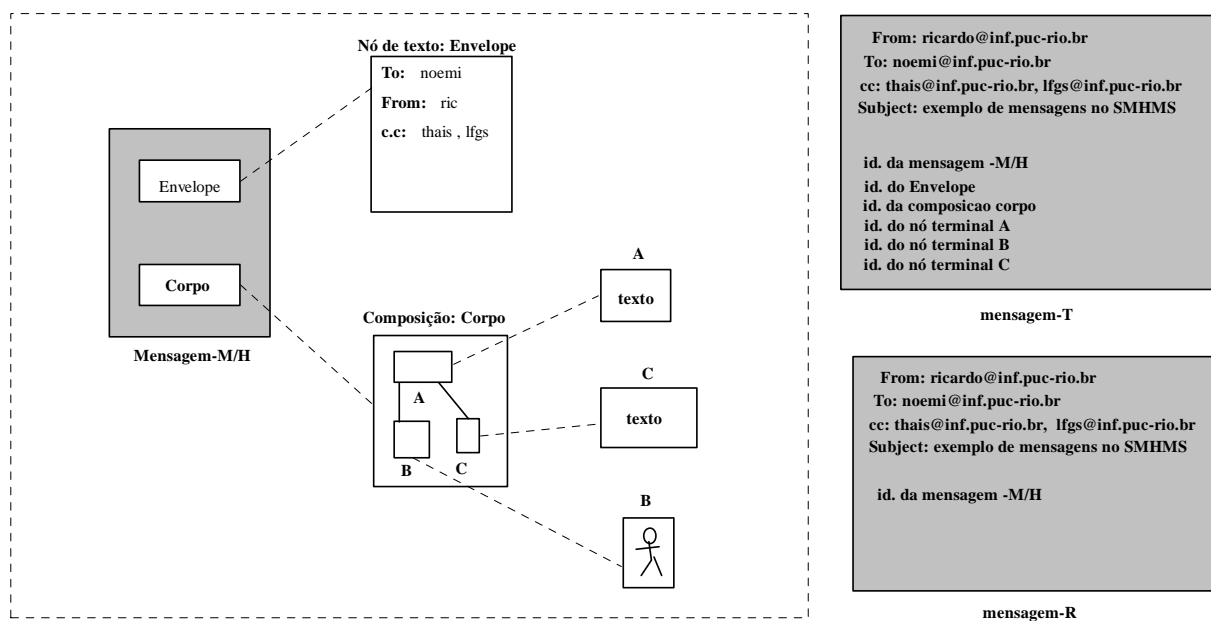 Nó de texto: Envelope
To: noemi
From: ric
c.c: thais , lfgs
Envelope
Corpo
Mensagem-M/H
Composição: Corpo
A
B
C
A
texto
C
texto
B
From: ricardo@inf.puc-rio.br
To: noemi@inf.puc-rio.br
cc: thais@inf.puc-rio.br, lfgs@inf.puc-rio.br
Subject: exemplo de mensagens no SMHMS
id. da mensagem -M/H
id. do Envelope
id. da composicao corpo
id. do nó terminal A
id. do nó terminal B
id. do nó terminal C
mensagem-T
From: ricardo@inf.puc-rio.br
To: noemi@inf.puc-rio.br
cc: thais@inf.puc-rio.br, lfgs@inf.puc-rio.br
Subject: exemplo de mensagens no SMHMS
id. da mensagem -M/H
mensagem-R